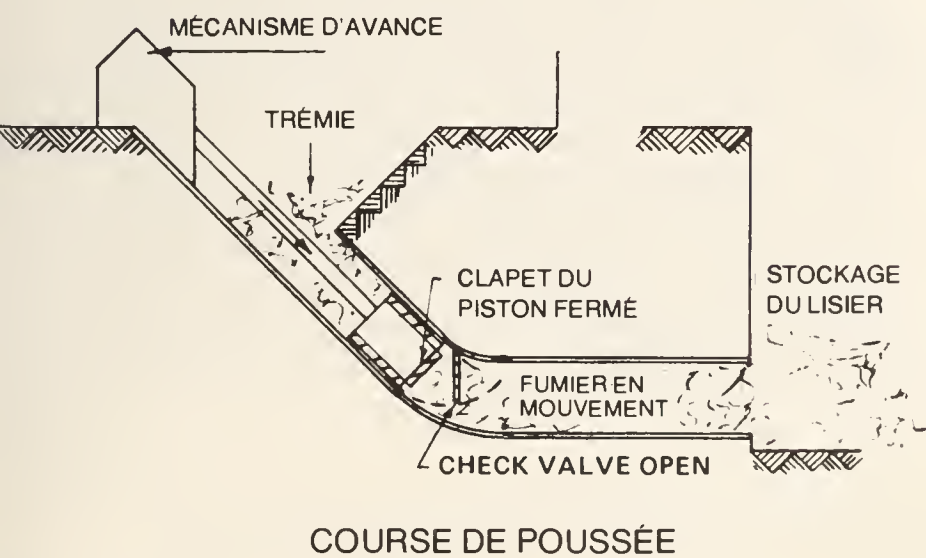 MÉCANISME D'AVANCE
TRÉMIE
CLAPET DU
PISTON FERMÉ
STOCKAGE
DU LISIER
FUMIER EN
MOUVEMENT
CHECK VALVE OPEN
COURSE DE POUSSÉE